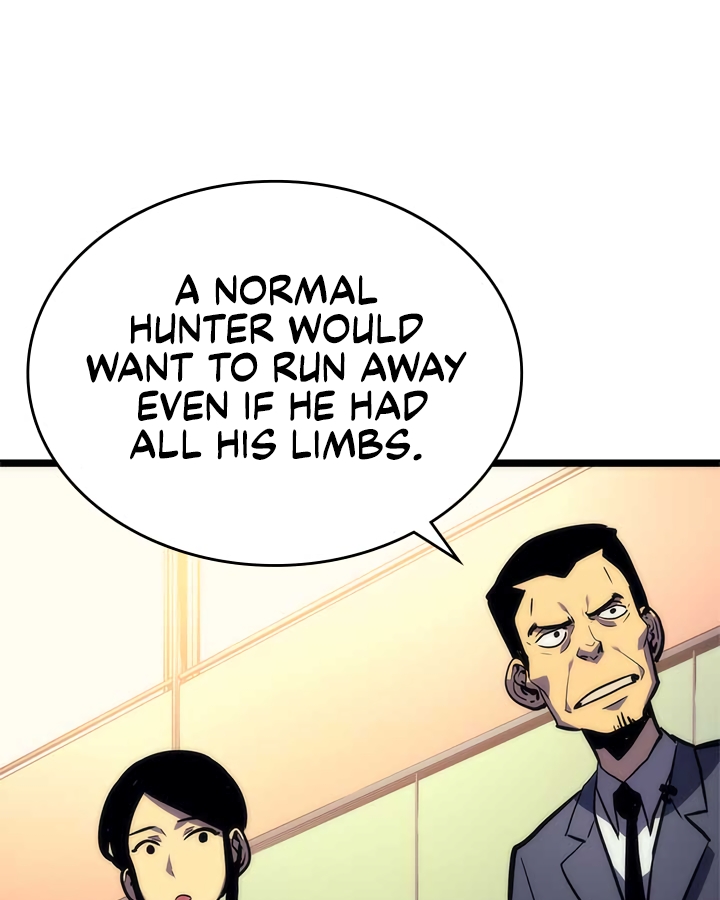 A NORMAL
HUNTER WOULD
WANT TO RUN AWAY
EVEN IF HE HAD
ALL HIS LIMBS.